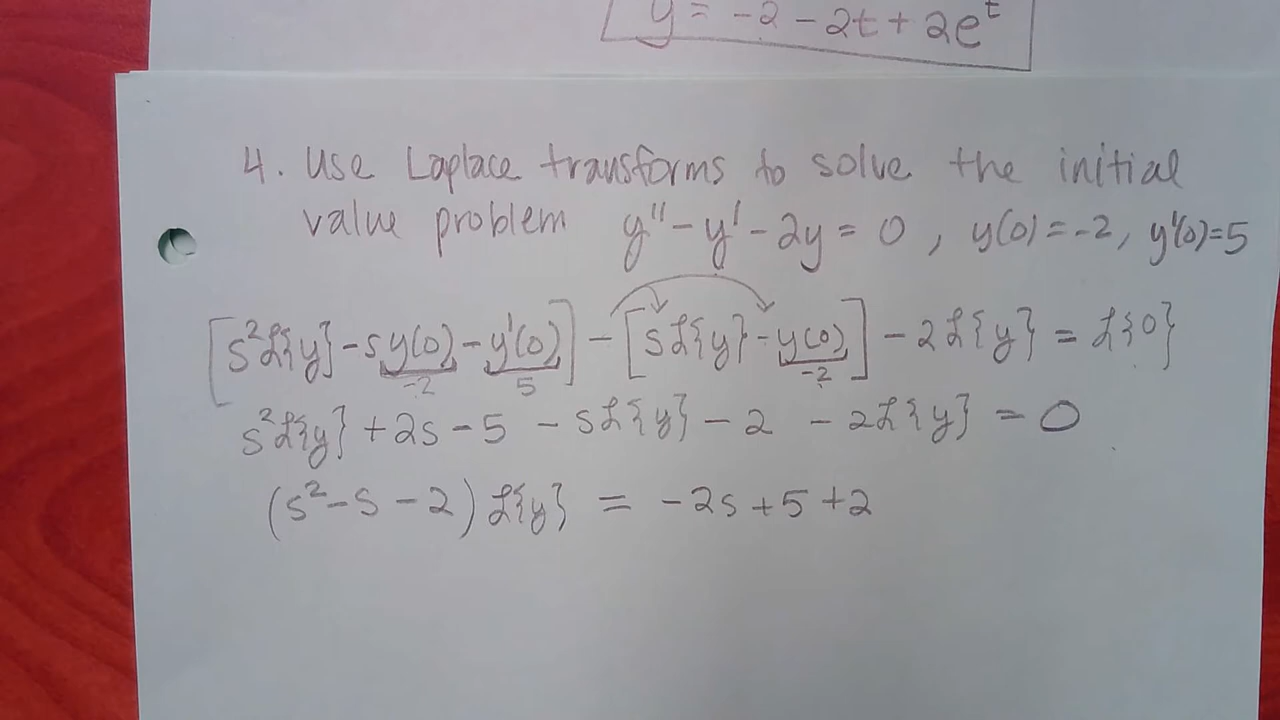 y = -2 - 2t + 2e^t
4. Use Laplace transforms to solve the initial
value problem y'' - y' - 2y = 0, y(0) = -2, y'(0)=5
[s²ℒ{y} - sy(0) - y'(0)] - [sℒ{y} - y(0)] - 2ℒ{y} = ℒ{0}
-2 5 -2
s²ℒ{y} + 2s - 5 - sℒ{y} - 2 - 2ℒ{y} = 0
(s² - s - 2)ℒ{y} = -2s + 5 + 2